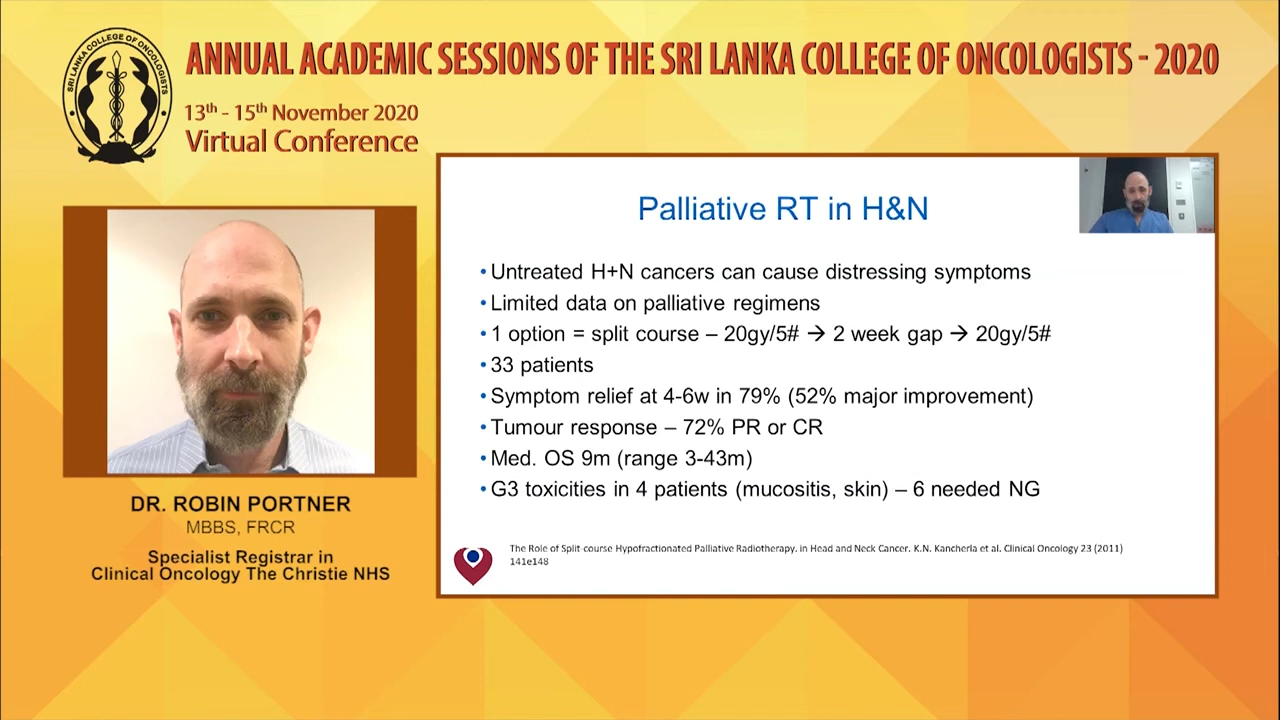 SRI LANKA COLLEGE OF ONCOLOGISTS
ANNUAL ACADEMIC SESSIONS OF THE SRI LANKA COLLEGE OF ONCOLOGISTS - 2020
13th - 15th November 2020
Virtual Conference
DR. ROBIN PORTNER
MBBS, FRCR
Specialist Registrar in
Clinical Oncology The Christie NHS
Palliative RT in H&N
• Untreated H+N cancers can cause distressing symptoms
• Limited data on palliative regimens
• 1 option = split course – 20gy/5# → 2 week gap → 20gy/5#
• 33 patients
• Symptom relief at 4-6w in 79% (52% major improvement)
• Tumour response – 72% PR or CR
• Med. OS 9m (range 3-43m)
• G3 toxicities in 4 patients (mucositis, skin) – 6 needed NG
The Role of Split-course Hypofractionated Palliative Radiotherapy. in Head and Neck Cancer. K.N. Kancherla et al. Clinical Oncology 23 (2011)
141e148